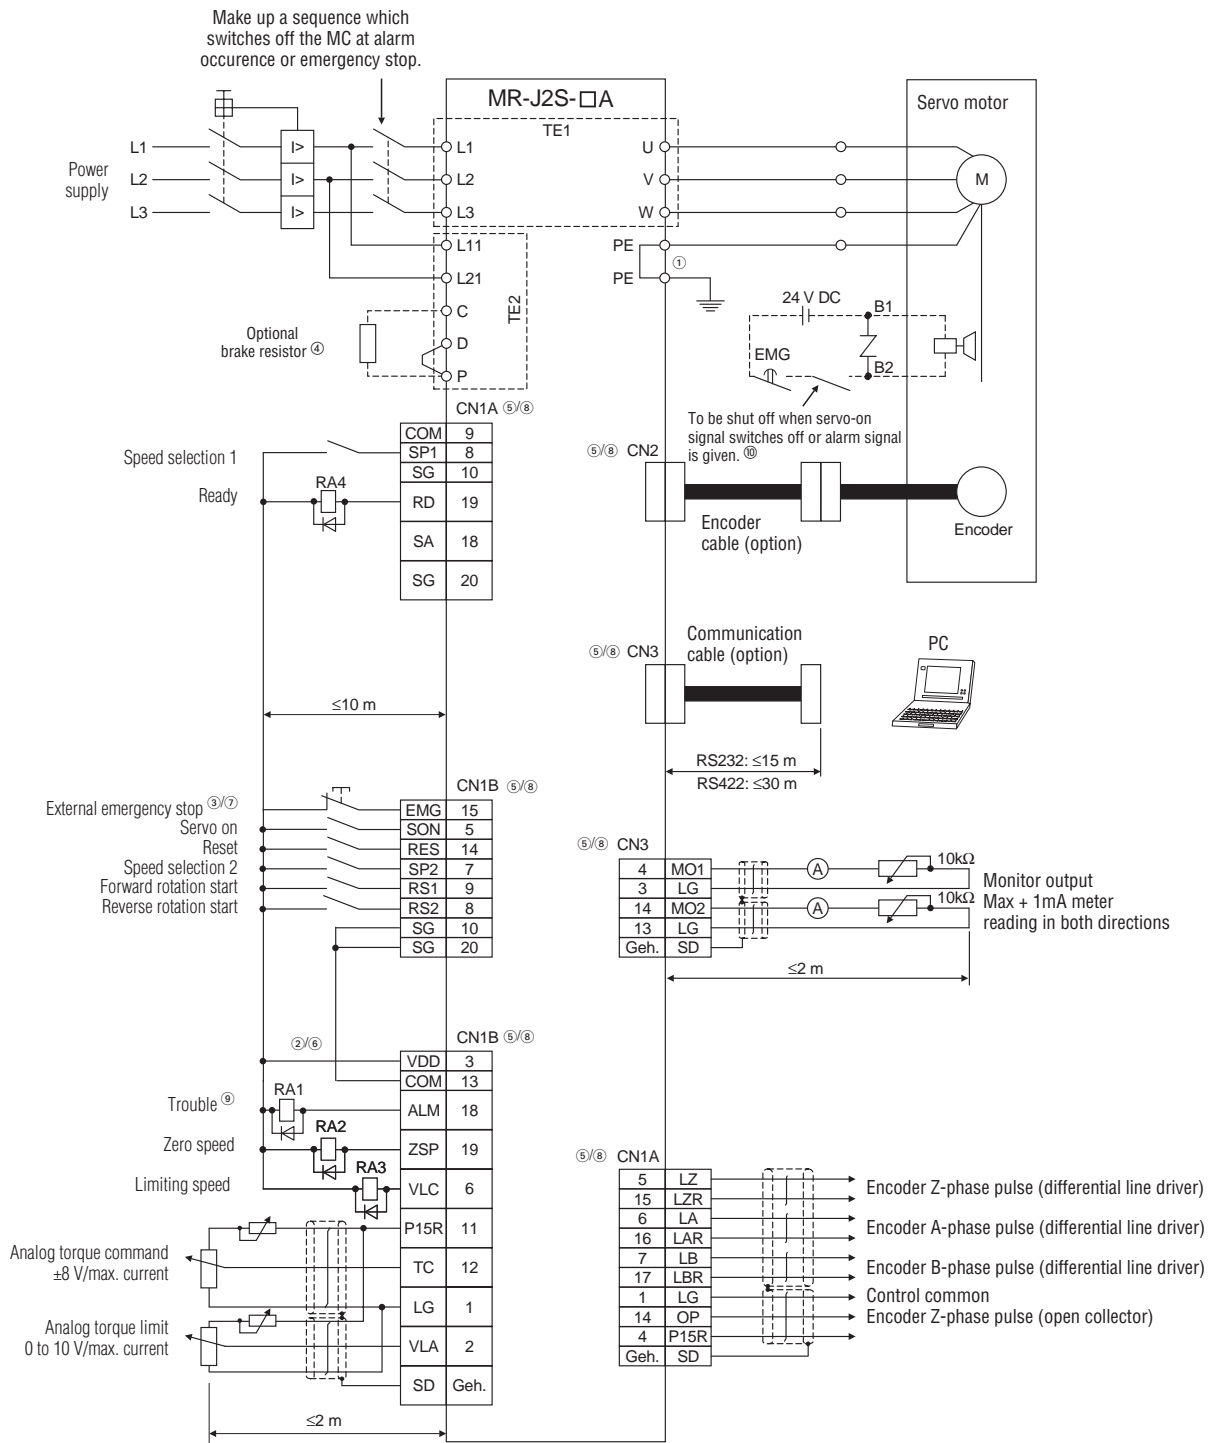 Make up a sequence which
switches off the MC at alarm
occurence or emergency stop.
MR-J2S-□A
Servo motor
TE1
L1
L2
L3
Power
supply
I>
I>
I>
L1
L2
L3
U
V
W
M
L11
L21
PE
PE
①
TE2
C
D
P
Optional
brake resistor ④
24 V DC
B1
B2
EMG
To be shut off when servo-on
signal switches off or alarm signal
is given. ⑩
CN1A ⑤/⑧
COM 9
SP1 8
SG 10
RD 19
SA 18
SG 20
Speed selection 1
Ready
RA4
⑤/⑧ CN2
Encoder
cable (option)
Encoder
⑤/⑧ CN3
Communication
cable (option)
PC
≤10 m
RS232: ≤15 m
RS422: ≤30 m
CN1B ⑤/⑧
External emergency stop ③/⑦
Servo on
Reset
Speed selection 2
Forward rotation start
Reverse rotation start
EMG 15
SON 5
RES 14
SP2 7
RS1 9
RS2 8
SG 10
SG 20
⑤/⑧ CN3
4 MO1
3 LG
14 MO2
13 LG
Geh. SD
A
A
10kΩ
10kΩ
Monitor output
Max + 1mA meter
reading in both directions
≤2 m
②/⑥
CN1B ⑤/⑧
VDD 3
COM 13
ALM 18
ZSP 19
VLC 6
P15R 11
TC 12
LG 1
VLA 2
SD Geh.
Trouble ⑨
RA1
Zero speed
RA2
Limiting speed
RA3
Analog torque command
±8 V/max. current
Analog torque limit
0 to 10 V/max. current
≤2 m
⑤/⑧ CN1A
5 LZ
15 LZR
6 LA
16 LAR
7 LB
17 LBR
1 LG
14 OP
4 P15R
Geh. SD
Encoder Z-phase pulse (differential line driver)
Encoder A-phase pulse (differential line driver)
Encoder B-phase pulse (differential line driver)
Control common
Encoder Z-phase pulse (open collector)